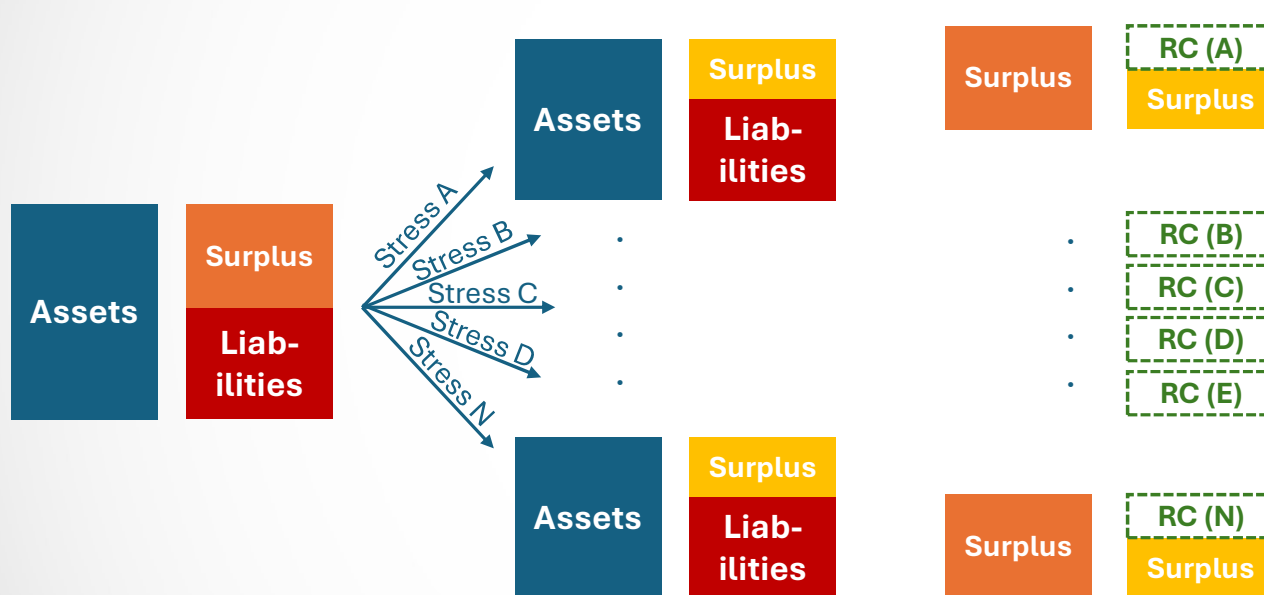 Assets
Surplus
Liab-
ilities
Stress A
Stress B
Stress C
Stress D
Stress N
Assets
Surplus
Liab-
ilities
Surplus
RC (A)
Surplus
RC (B)
RC (C)
RC (D)
RC (E)
Assets
Surplus
Liab-
ilities
Surplus
RC (N)
Surplus